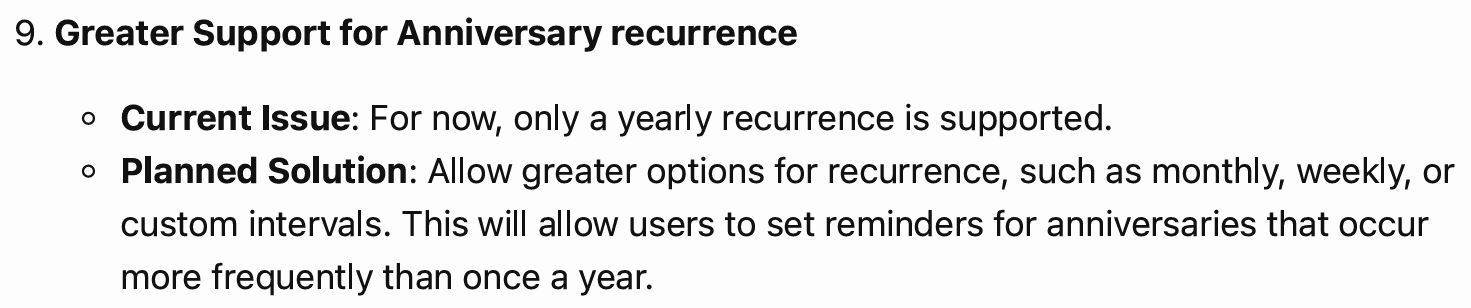 9. Greater Support for Anniversary recurrence
◦ Current Issue: For now, only a yearly recurrence is supported.
◦ Planned Solution: Allow greater options for recurrence, such as monthly, weekly, or
custom intervals. This will allow users to set reminders for anniversaries that occur
more frequently than once a year.